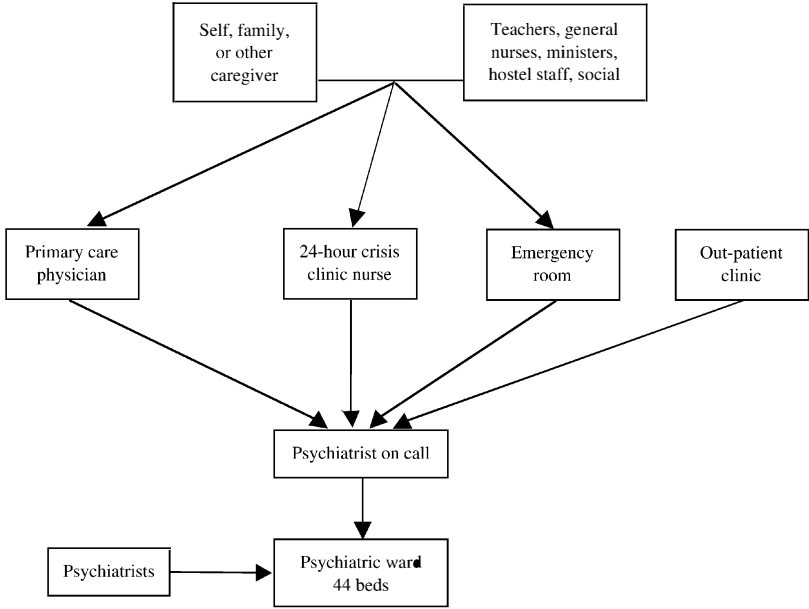 Self, family,
or other
caregiver
Teachers, general
nurses, ministers,
hostel staff, social
Primary care
physician
24-hour crisis
clinic nurse
Emergency
room
Out-patient
clinic
Psychiatrist on call
Psychiatrists
Psychiatric ward
44 beds